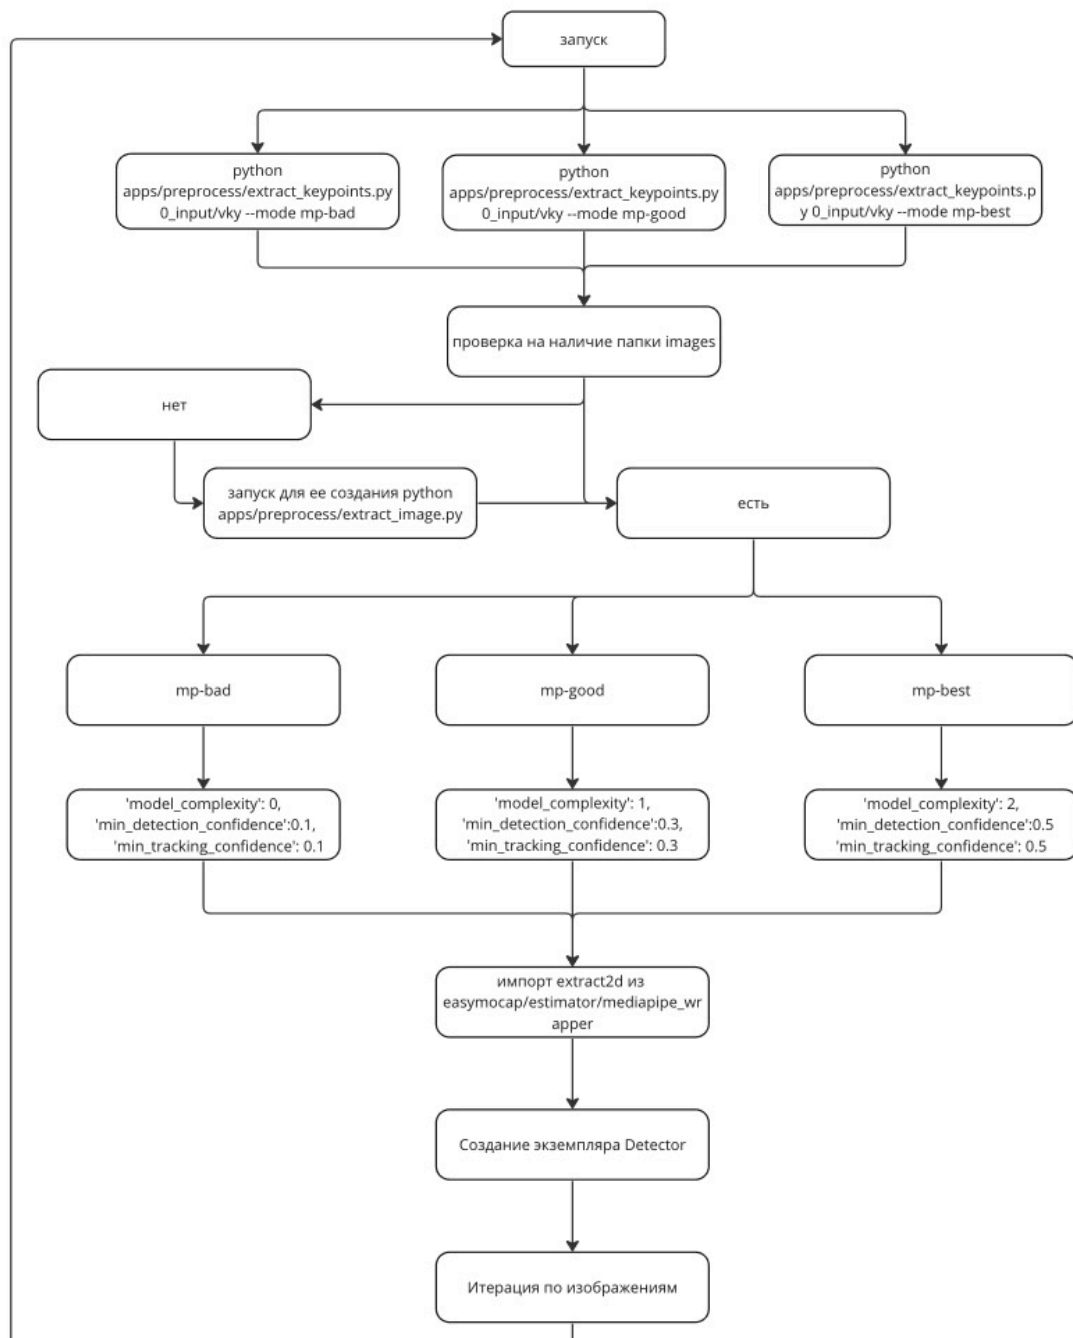 запуск
python
apps/preprocess/extract_keypoints.py
0_input/vky --mode mp-bad
python
apps/preprocess/extract_keypoints.py
0_input/vky --mode mp-good
python
apps/preprocess/extract_keypoints.p
y 0_input/vky --mode mp-best
проверка на наличие папки images
нет
запуск для ее создания python
apps/preprocess/extract_image.py
есть
mp-bad
mp-good
mp-best
'model_complexity': 0,
'min_detection_confidence':0.1,
'min_tracking_confidence': 0.1
'model_complexity': 1,
'min_detection_confidence':0.3,
'min_tracking_confidence': 0.3
'model_complexity': 2,
'min_detection_confidence':0.5
'min_tracking_confidence': 0.5
импорт extract2d из
easymocap/estimator/mediapipe_wr
apper
Создание экземпляра Detector
Итерация по изображениям